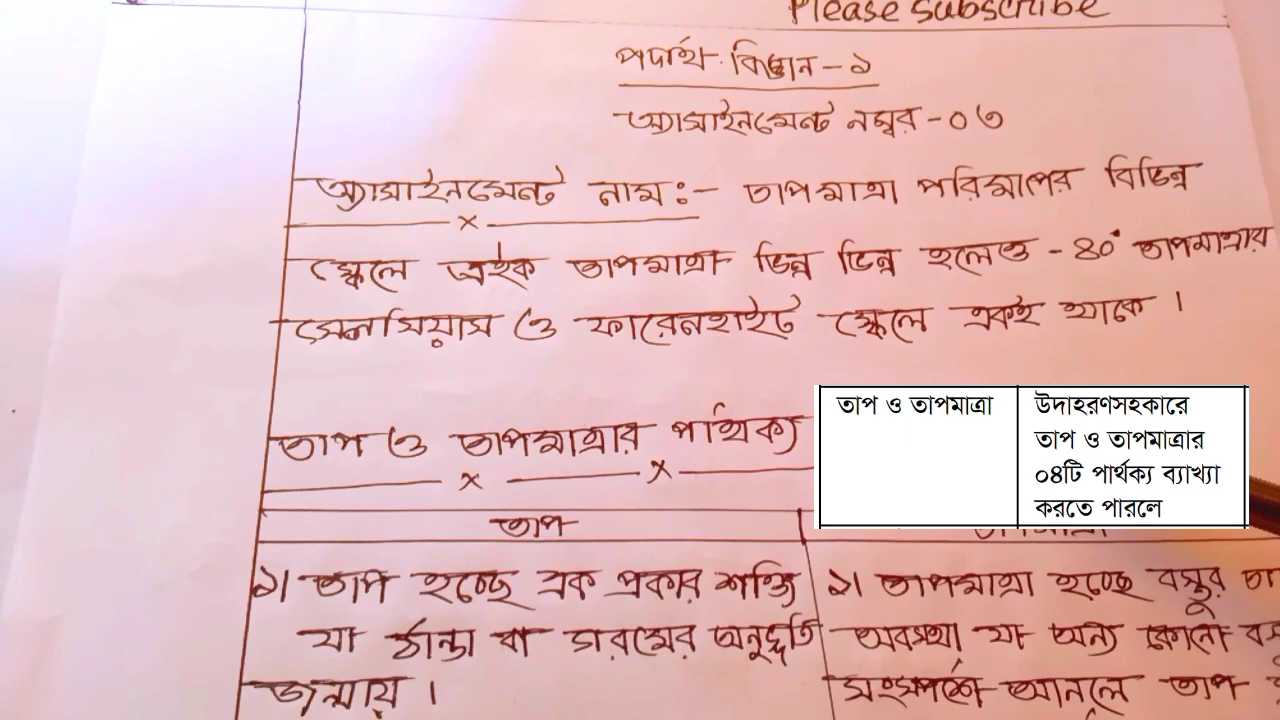 Please Subscribe
পদার্থ বিজ্ঞান - ১
অ্যাসাইনমেন্ট নম্বর - ০৩
অ্যাসাইনমেন্ট নাম :- তাপমাত্রা পরিমাপের বিভিন্ন
স্কেলে একই তাপমাত্রা ভিন্ন ভিন্ন হলেও - ৪০° তাপমাত্রার
সেলসিয়াস ও ফারেনহাইট স্কেলে একই থাকে ।
তাপ ও তাপমাত্রার পার্থক্য
তাপ ও তাপমাত্রা
উদাহরণসহকারে
তাপ ও তাপমাত্রার
০৪টি পার্থক্য ব্যাখ্যা
করতে পারলে
তাপ
১। তাপ হচ্ছে এক প্রকার শক্তি
যা ঠান্ডা বা গরমের অনুভূতি
জন্মায় ।
১। তাপমাত্রা হচ্ছে বস্তুর
অবস্থা যা অন্য কোনো
সংস্পর্শে আনলে তাপ